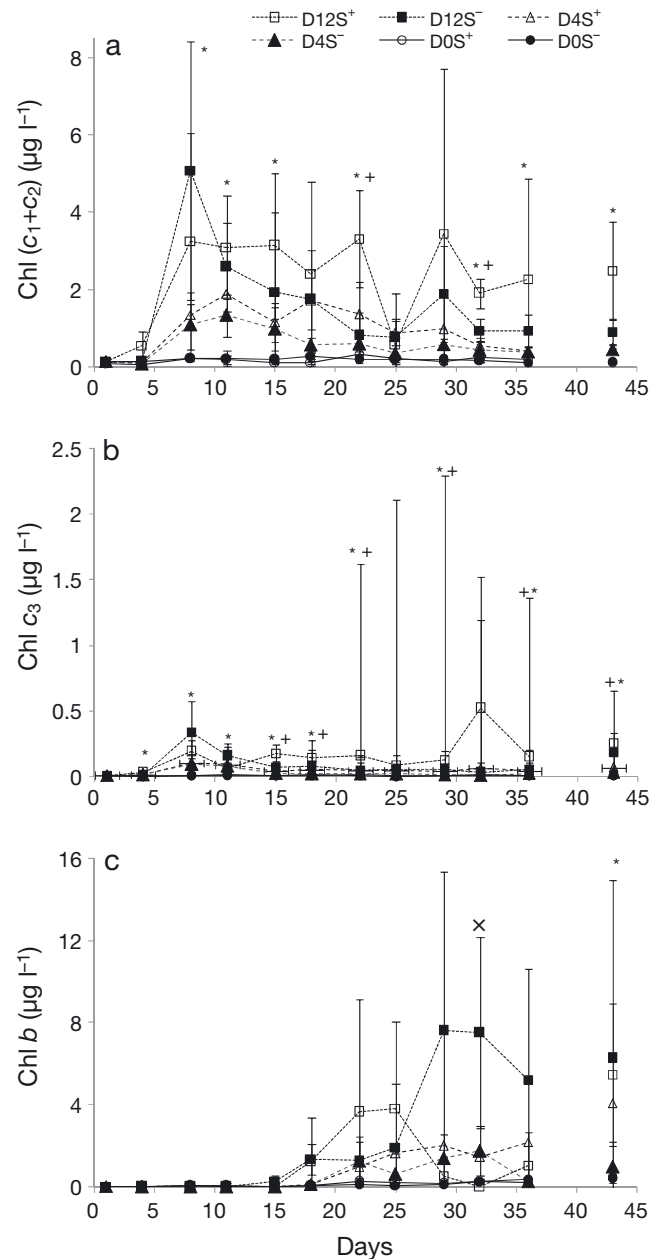 D12S⁺ D12S⁻ D4S⁺
D4S⁻ D0S⁺ D0S⁻
a
Chl (c₁+c₂) (µg l⁻¹)
8
6
4
2
0
* * * * + * + * *
0 5 10 15 20 25 30 35 40 45
b
Chl c₃ (µg l⁻¹)
2.5
2
1.5
1
0.5
0
* * * * + * + * + * + + * + *
0 5 10 15 20 25 30 35 40 45
c
Chl b (µg l⁻¹)
16
12
8
4
0
× *
0 5 10 15 20 25 30 35 40 45
Days